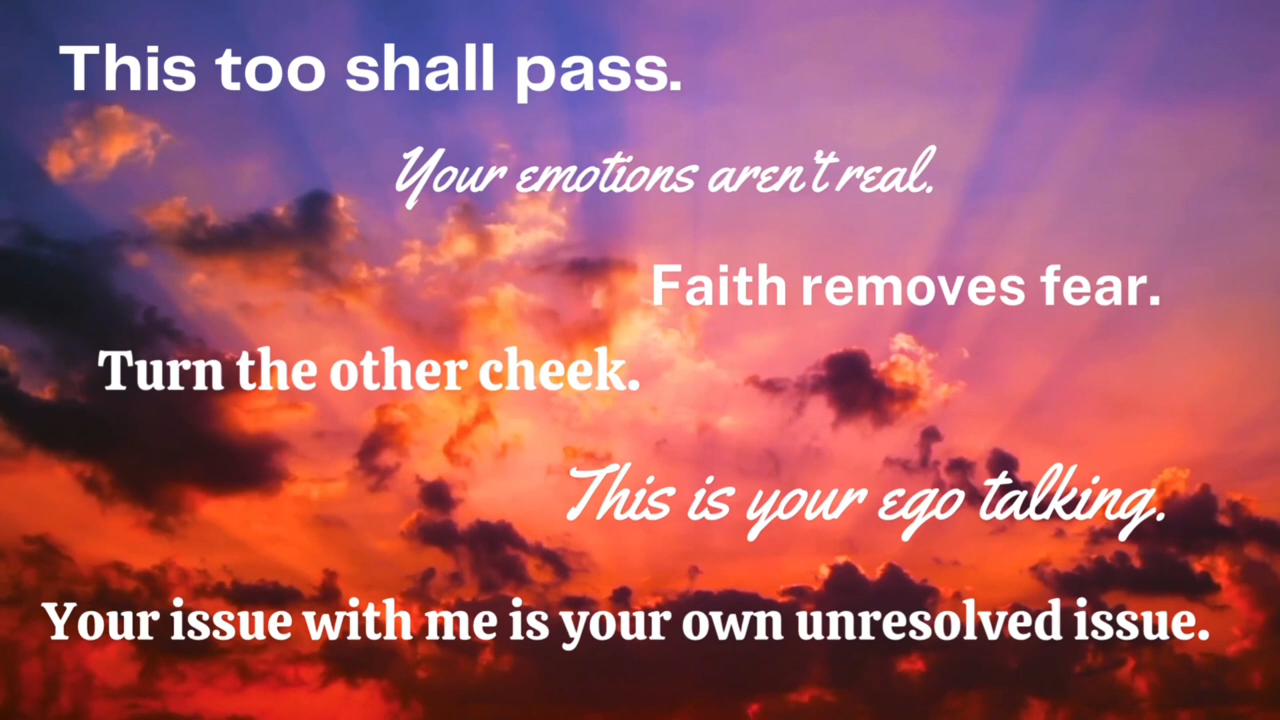 This too shall pass.
Your emotions aren't real.
Faith removes fear.
Turn the other cheek.
This is your ego talking.
Your issue with me is your own unresolved issue.